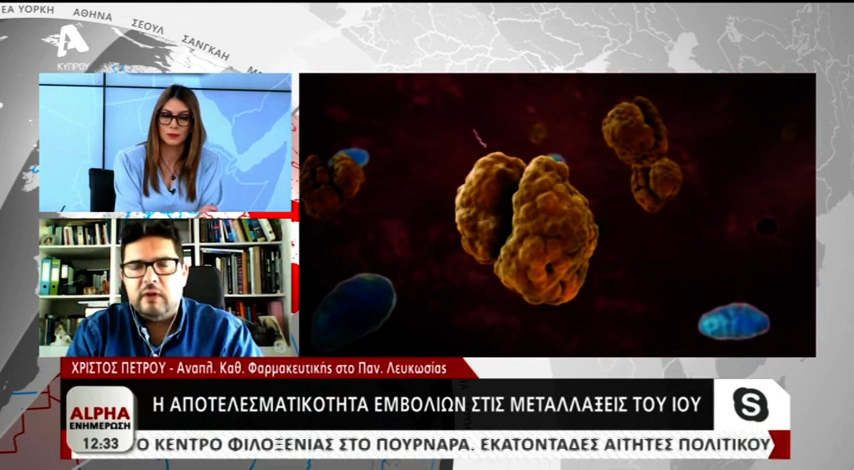 ΕΑ ΥΟΡΚΗ
ΑΘΗΝΑ
ΣΕΟΥΛ
ΣΑΝΓΚΑΗ
ΚΥΠΡΟΥ
ΧΡΙΣΤΟΣ ΠΕΤΡΟΥ - Αναπλ. Καθ. Φαρμακευτικής στο Παν. Λευκωσίας
Η ΑΠΟΤΕΛΕΣΜΑΤΙΚΟΤΗΤΑ ΕΜΒΟΛΙΩΝ ΣΤΙΣ ΜΕΤΑΛΛΑΞΕΙΣ ΤΟΥ ΙΟΥ
ALPHA
ΕΝΗΜΕΡΩΣΗ
12:33
Ο ΚΕΝΤΡΟ ΦΙΛΟΞΕΝΙΑΣ ΣΤΟ ΠΟΥΡΝΑΡΑ. ΕΚΑΤΟΝΤΑΔΕΣ ΑΙΤΗΤΕΣ ΠΟΛΙΤΙΚΟΥ